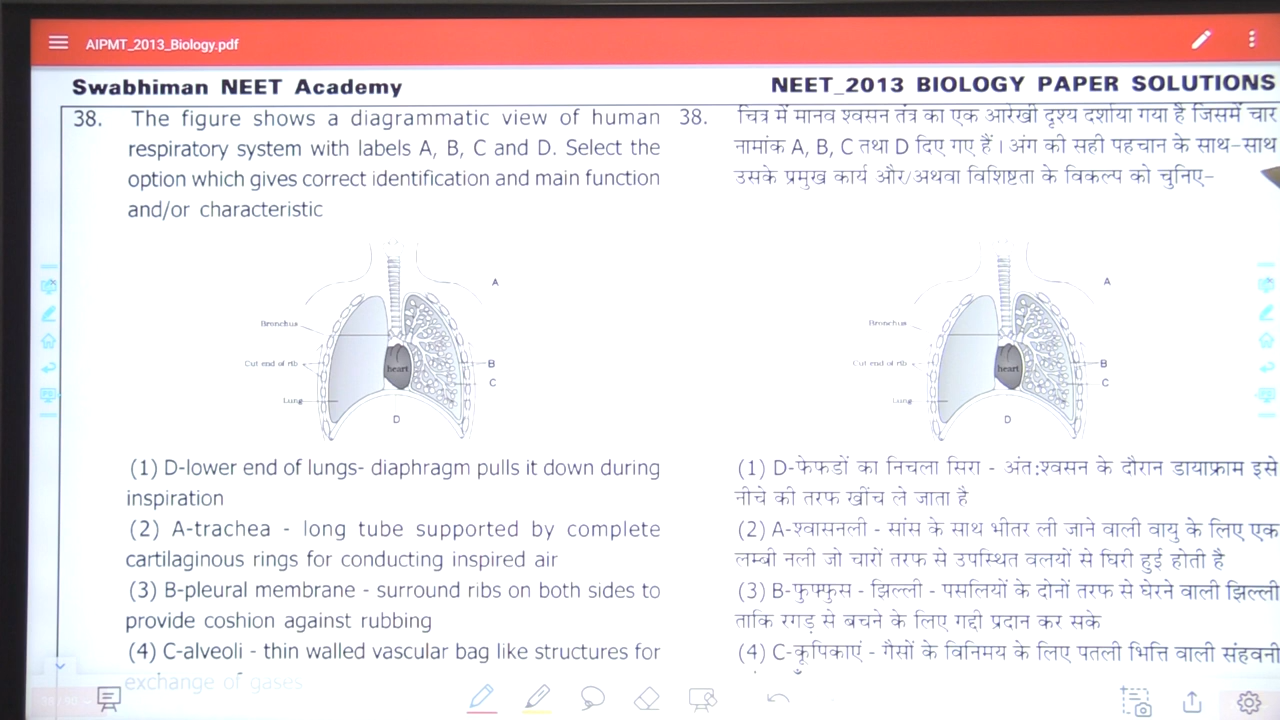 AIPMT_2013_Biology.pdf
Swabhiman NEET Academy
NEET_2013 BIOLOGY PAPER SOLUTIONS
38. The figure shows a diagrammatic view of human
respiratory system with labels A, B, C and D. Select the
option which gives correct identification and main function
and/or characteristic
A
Bronchus
Cut end of rib
B
heart
C
Lung
D
(1) D-lower end of lungs- diaphragm pulls it down during
inspiration
(2) A-trachea - long tube supported by complete
cartilaginous rings for conducting inspired air
(3) B-pleural membrane - surround ribs on both sides to
provide coshion against rubbing
(4) C-alveoli - thin walled vascular bag like structures for
exchange of gases
38. चित्र में मानव श्वसन तंत्र का एक आरेखी दृश्य दर्शाया गया है जिसमें चार
नामांक A, B, C तथा D दिए गए हैं। अंग की सही पहचान के साथ-साथ
उसके प्रमुख कार्य और/अथवा विशिष्टता के विकल्प को चुनिए-
A
Bronchus
Cut end of rib
B
heart
C
Lung
D
(1) D-फेफडों का निचला सिरा - अंत:श्वसन के दौरान डायाफ्राम इसे
नीचे की तरफ खींच ले जाता है
(2) A-श्वासनली - सांस के साथ भीतर ली जाने वाली वायु के लिए एक
लम्बी नली जो चारों तरफ से उपस्थित वलयों से घिरी हुई होती है
(3) B-फुफ्फुस - झिल्ली - पसलियों के दोनों तरफ से घेरने वाली झिल्ली
ताकि रगड़ से बचने के लिए गद्दी प्रदान कर सके
(4) C-कूपिकाएं - गैसों के विनिमय के लिए पतली भित्ति वाली संहवनी